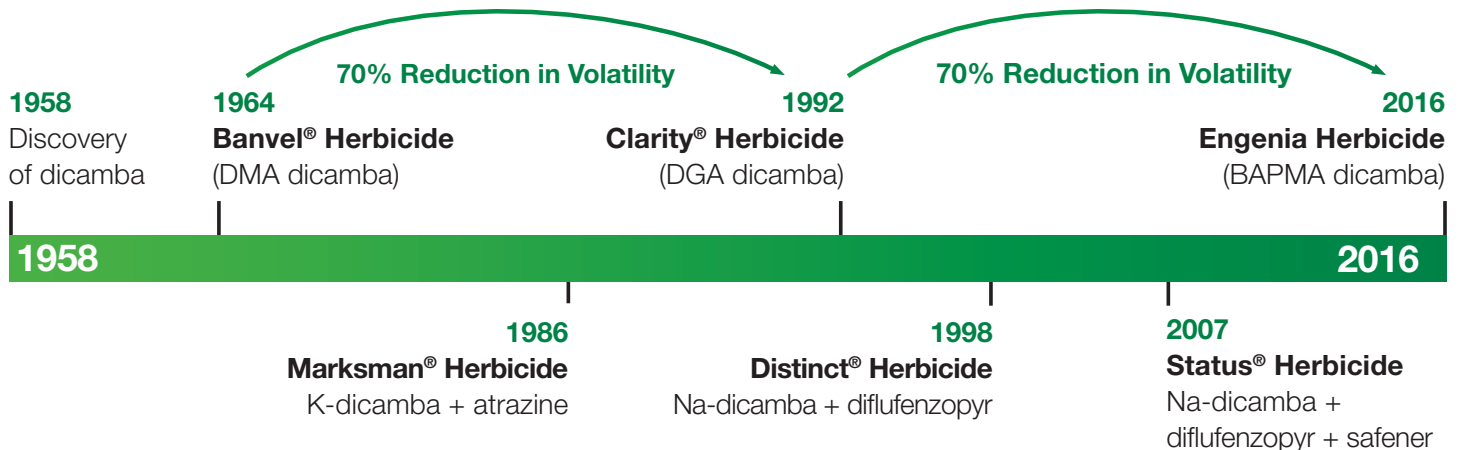 70% Reduction in Volatility
70% Reduction in Volatility
1958
Discovery
of dicamba
1964
Banvel® Herbicide
(DMA dicamba)
1992
Clarity® Herbicide
(DGA dicamba)
2016
Engenia Herbicide
(BAPMA dicamba)
1958
2016
1986
Marksman® Herbicide
K-dicamba + atrazine
1998
Distinct® Herbicide
Na-dicamba + diflufenzopyr
2007
Status® Herbicide
Na-dicamba +
diflufenzopyr + safener